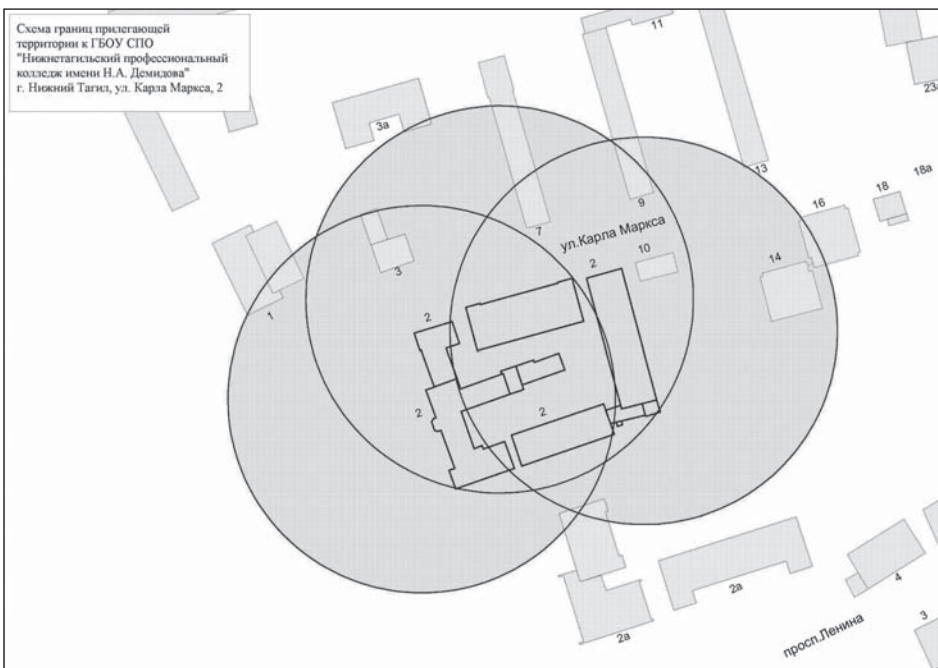 Схема границ прилегающей
территории к ГБОУ СПО
"Нижнетагильский профессиональный
колледж имени Н.А. Демидова"
г. Нижний Тагил, ул. Карла Маркса, 2
11
23а
3а
13
18а
18
9
16
7
ул.Карла Маркса
10
14
3
2
1
2
2
2
2а
4
2а
просп.Ленина
3